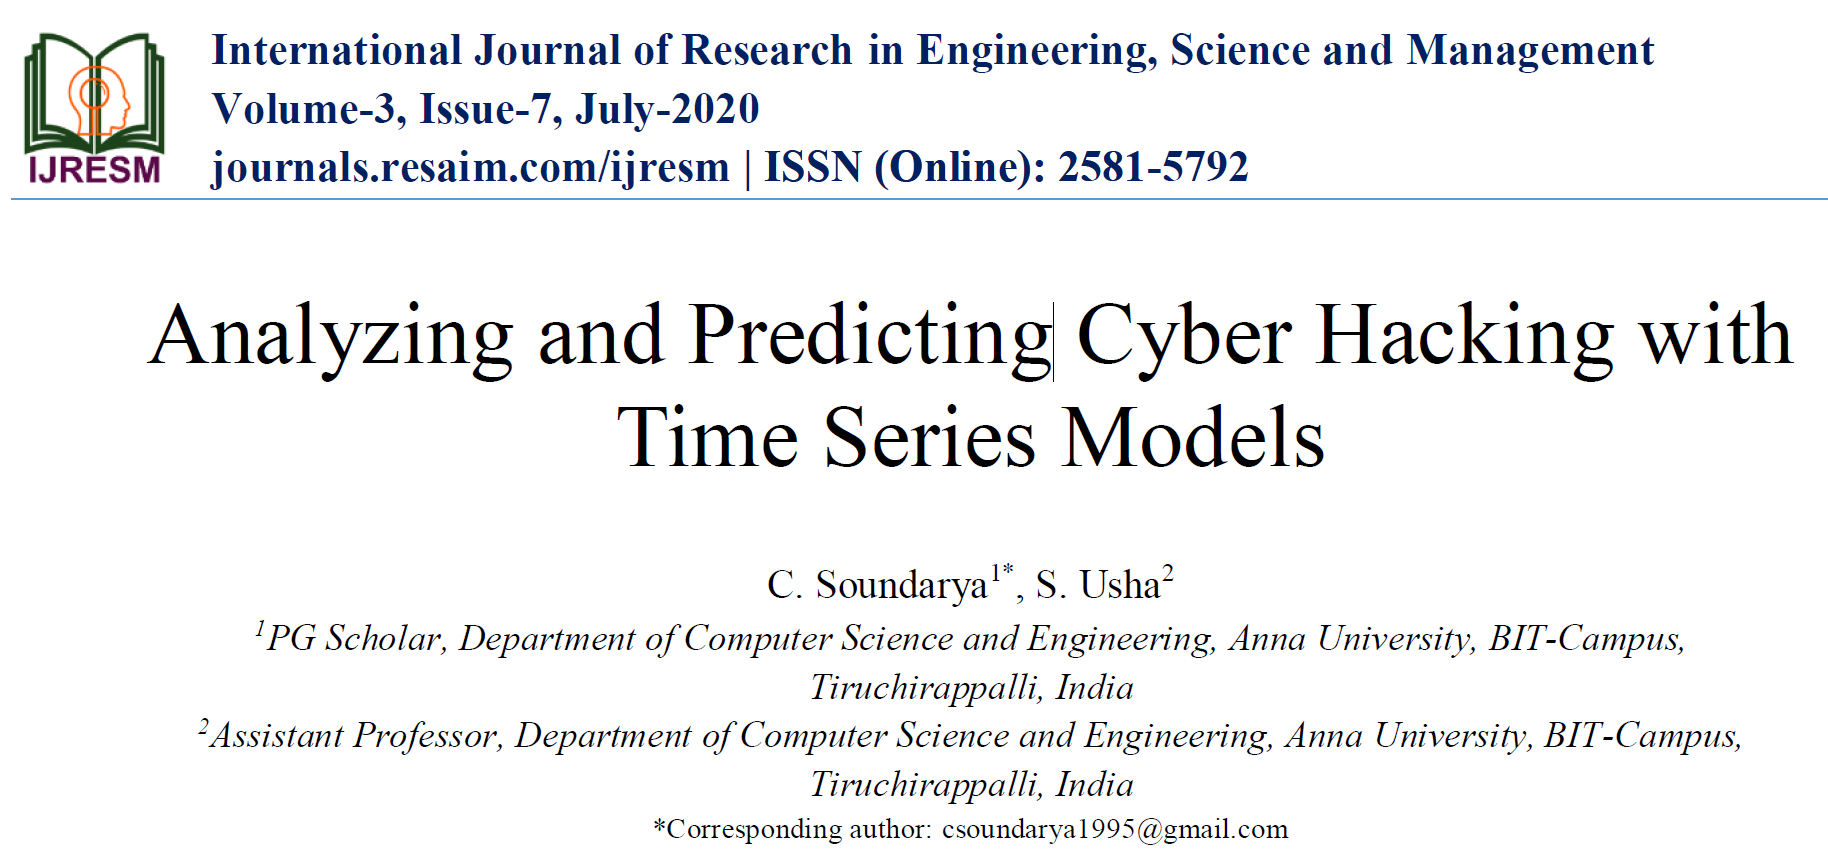 IJRESM
International Journal of Research in Engineering, Science and Management
Volume-3, Issue-7, July-2020
journals.resaim.com/ijresm | ISSN (Online): 2581-5792
Analyzing and Predicting Cyber Hacking with
Time Series Models
C. Soundarya1*, S. Usha2
1PG Scholar, Department of Computer Science and Engineering, Anna University, BIT-Campus,
Tiruchirappalli, India
2Assistant Professor, Department of Computer Science and Engineering, Anna University, BIT-Campus,
Tiruchirappalli, India
*Corresponding author: csoundarya1995@gmail.com